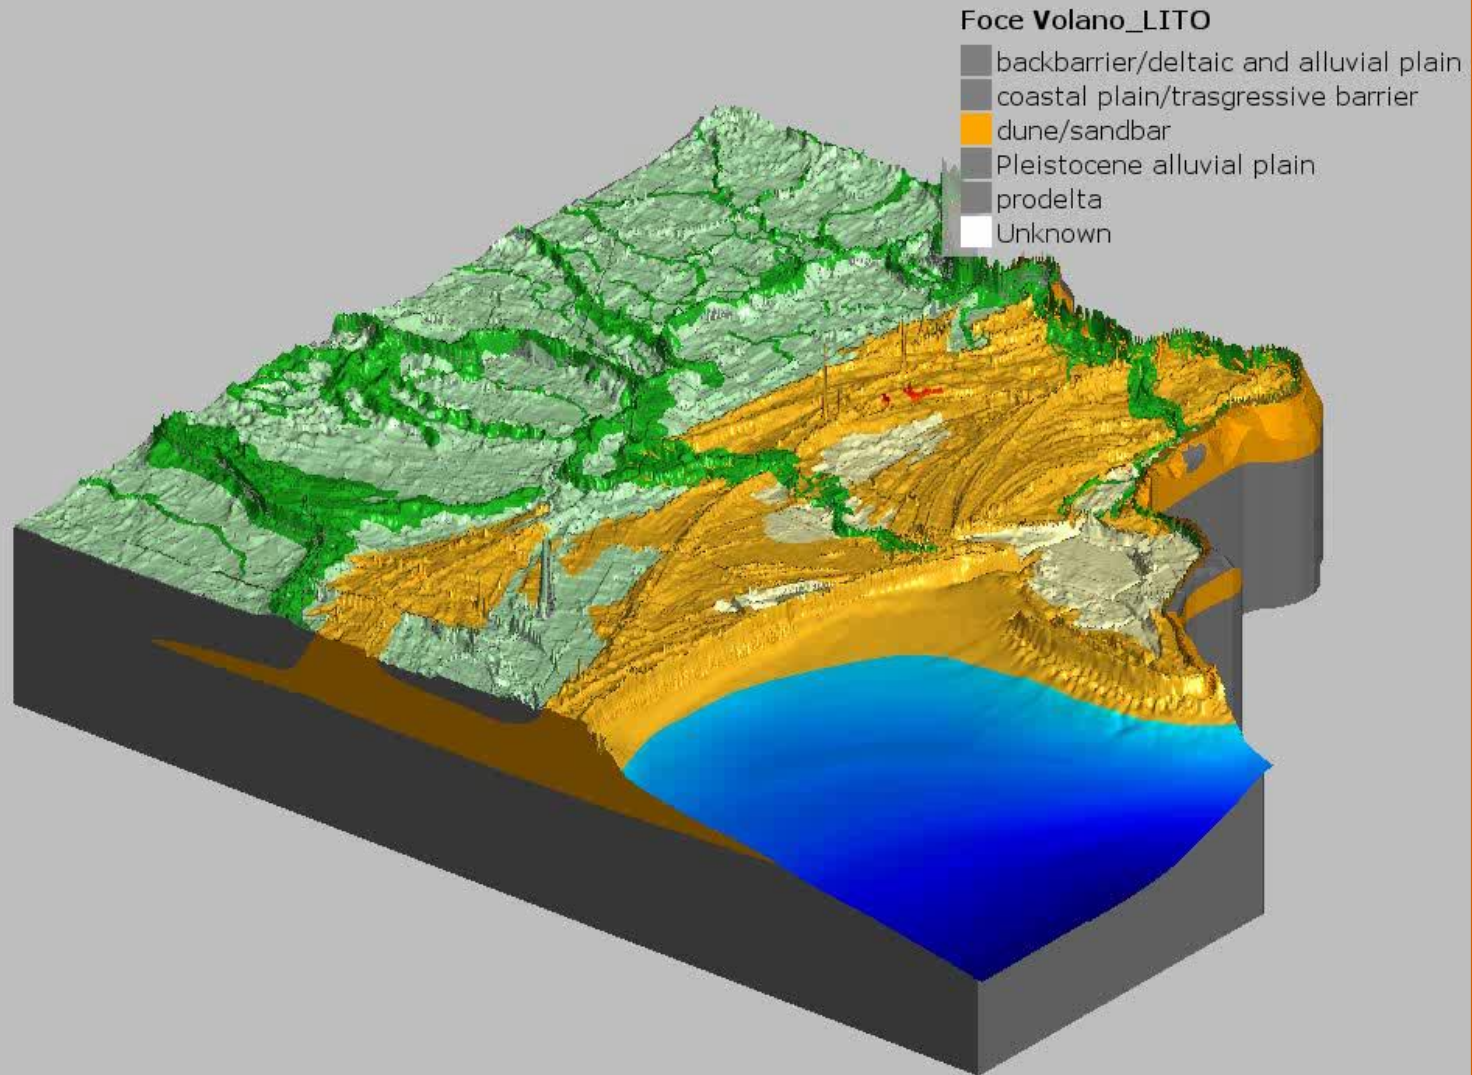 Foce Volano_LITO
backbarrier/deltaic and alluvial plain
coastal plain/trasgressive barrier
dune/sandbar
Pleistocene alluvial plain
prodelta
Unknown